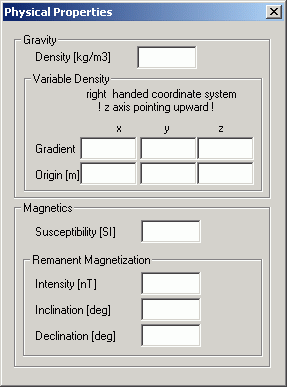 Physical Properties
Gravity
Density [kg/m3]
Variable Density
right handed coordinate system
! z axis pointing upward !
x y z
Gradient
Origin [m]
Magnetics
Susceptibility [SI]
Remanent Magnetization
Intensity [nT]
Inclination [deg]
Declination [deg]